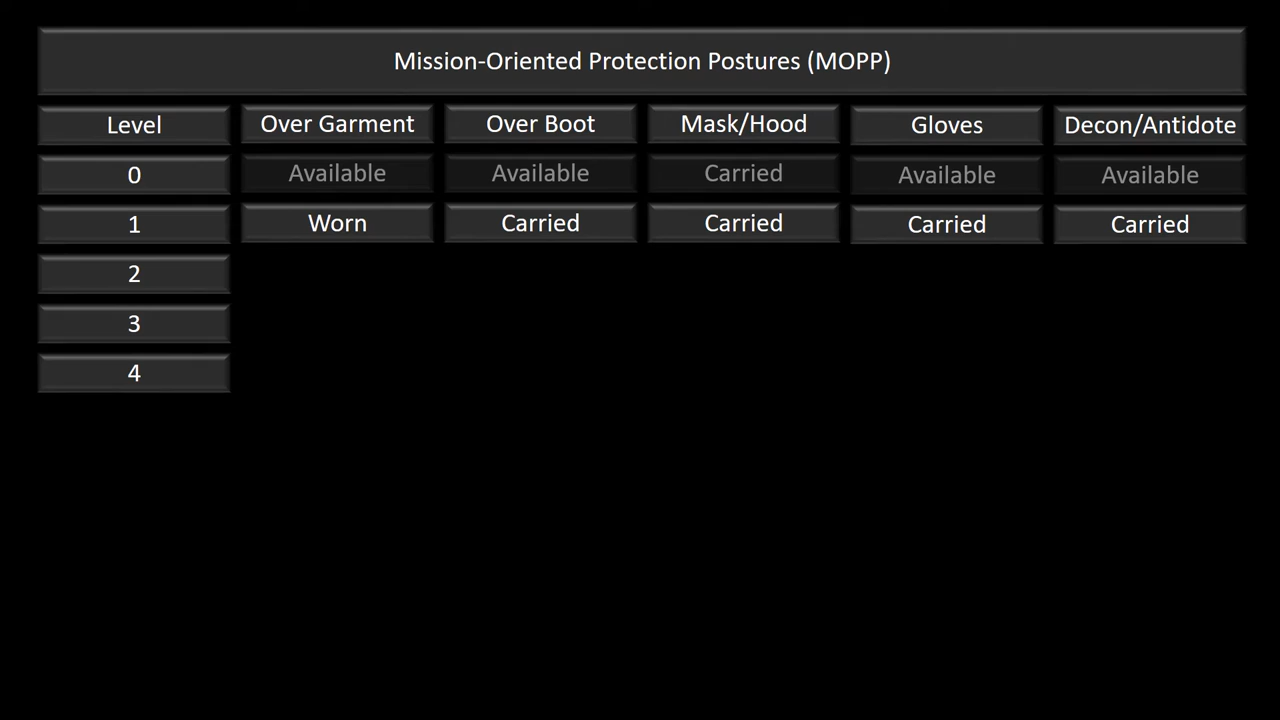 Mission-Oriented Protection Postures (MOPP)
Level Over Garment Over Boot Mask/Hood Gloves Decon/Antidote
0 Available Available Carried Available Available
1 Worn Carried Carried Carried Carried
2
3
4